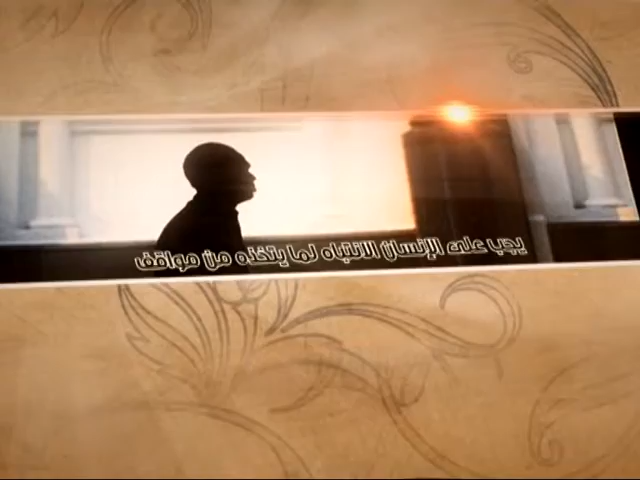 يجب على الإنسان الانتباه لما يتخذه من مواقف